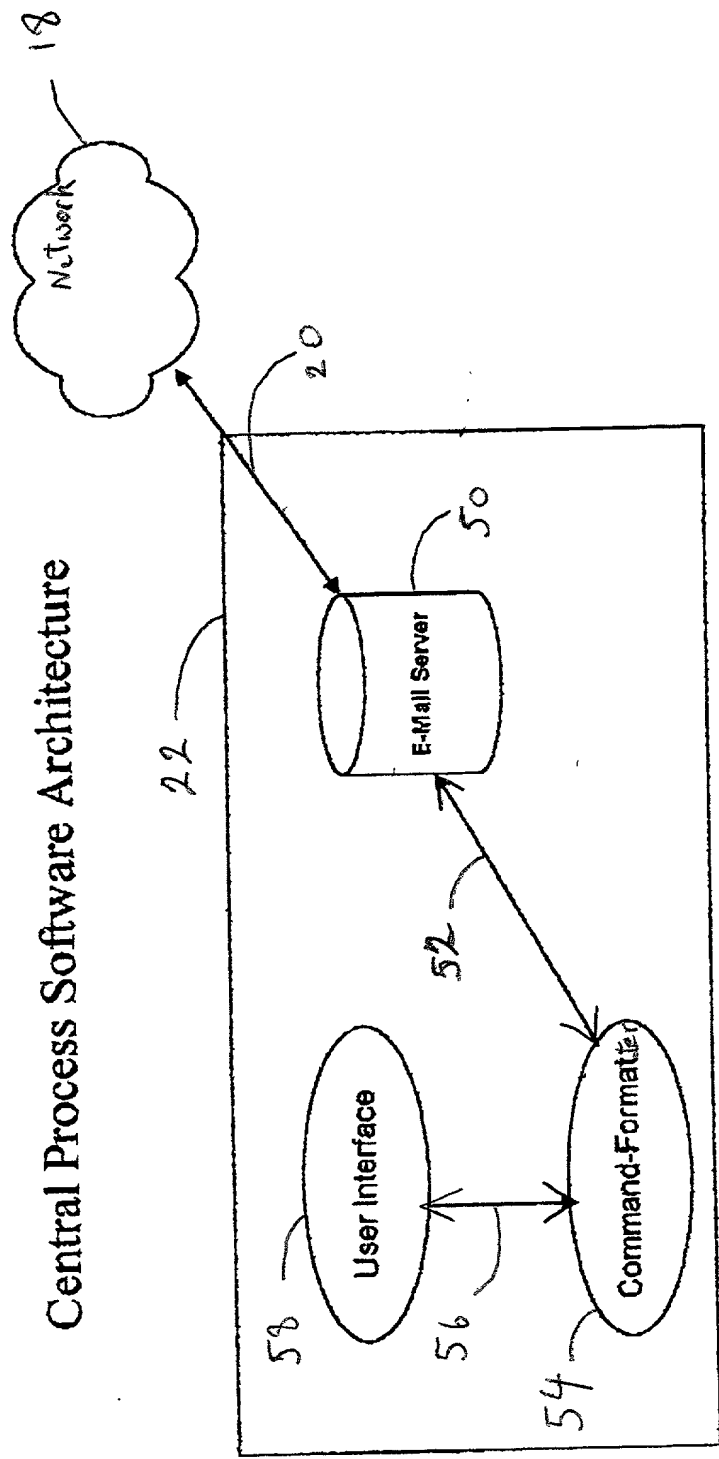 Central Process Software Architecture
Network
18
22
20
58
User Interface
E-Mail Server
50
52
56
54
Command-Formatter